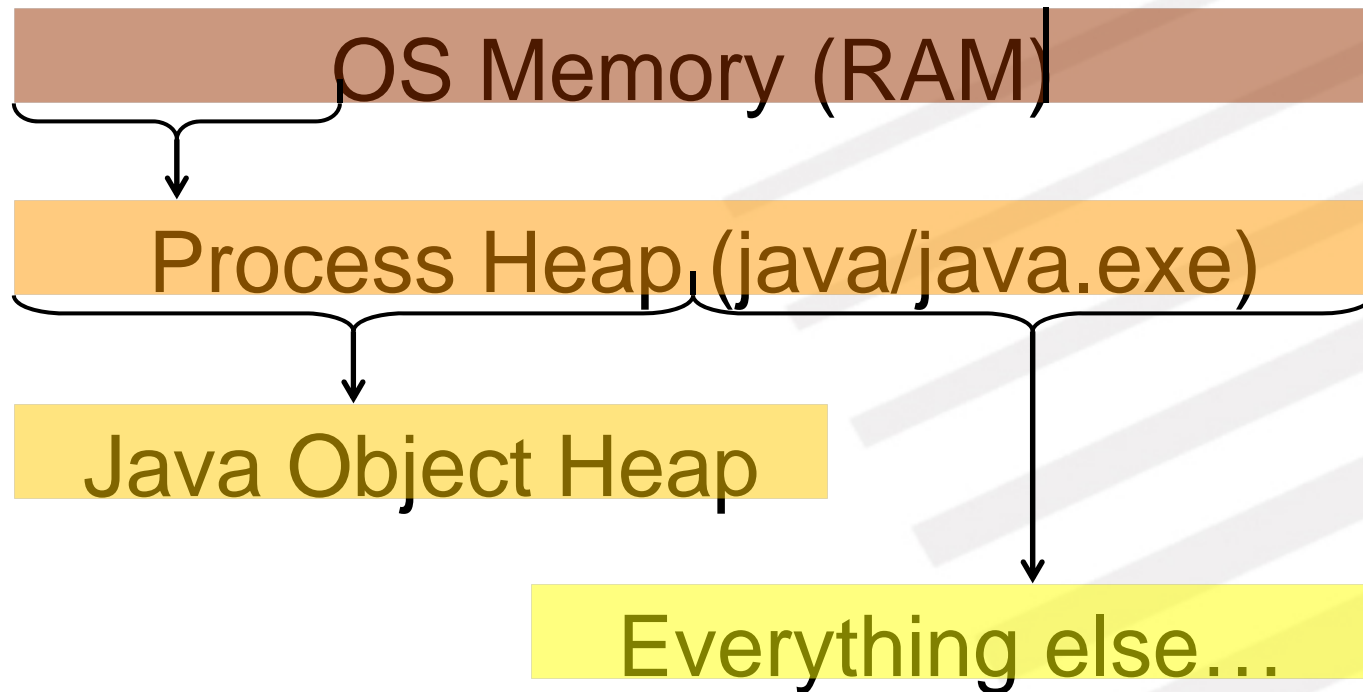 OS Memory (RAM)
Process Heap (java/java.exe)
Java Object Heap
Everything else…